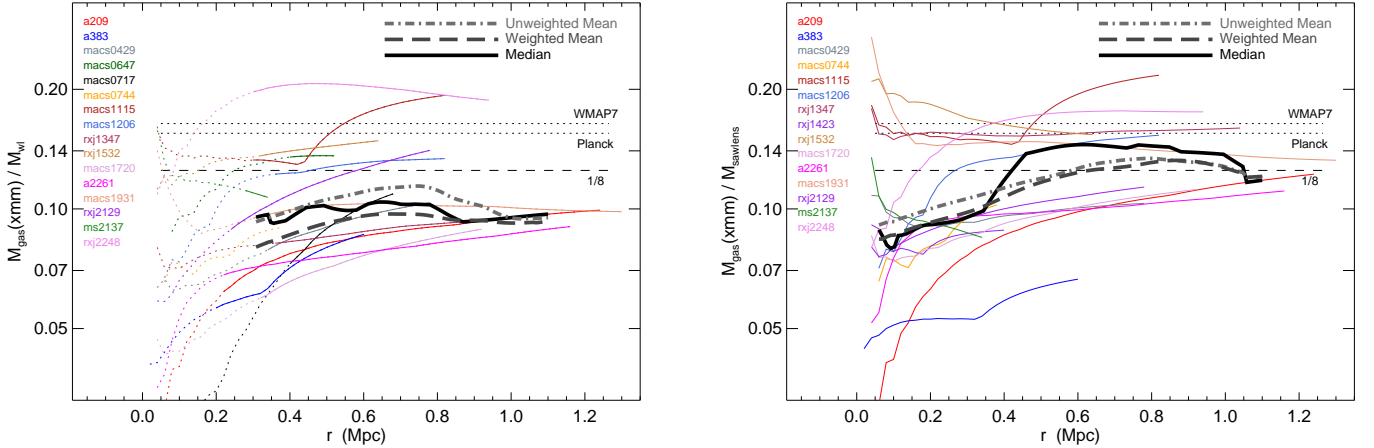 a209
a383
macs0429
macs0647
macs0717
macs0744
macs1115
macs1206
rxj1347
rxj1532
macs1720
a2261
macs1931
rxj2129
ms2137
rxj2248
Unweighted Mean
Weighted Mean
Median
WMAP7
Planck
1/8
0.20
0.14
0.10
0.07
0.05
M_gas(xmm) / M_wl
0.0 0.2 0.4 0.6 0.8 1.0 1.2
r (Mpc)
a209
a383
macs0429
macs0744
macs1115
macs1206
rxj1347
rxj1423
rxj1532
macs1720
a2261
macs1931
rxj2129
ms2137
rxj2248
Unweighted Mean
Weighted Mean
Median
WMAP7
Planck
1/8
0.20
0.14
0.10
0.07
0.05
M_gas(xmm) / M_sawlens
0.0 0.2 0.4 0.6 0.8 1.0 1.2
r (Mpc)